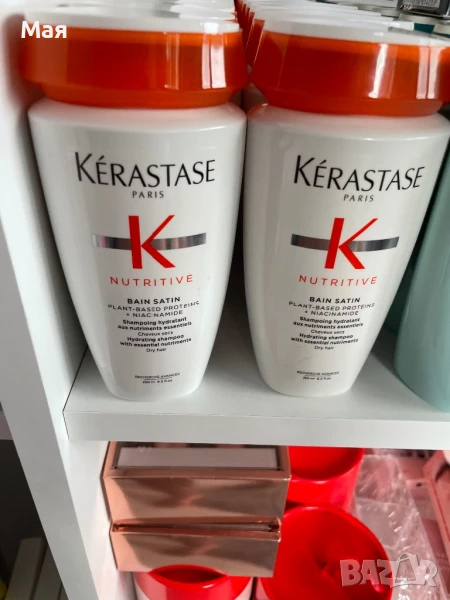 Мая
KÉRASTASE
PARIS
K
NUTRITIVE
BAIN SATIN
PLANT-BASED PROTEINS
+ NIACINAMIDE
Shampoing hydratant
aux nutriments essentiels
Cheveux secs
Hydrating shampoo
with essential nutrients
Dry hair
KÉRASTASE
PARIS
K
NUTRITIVE
BAIN SATIN
PLANT-BASED PROTEINS
+ NIACINAMIDE
Shampoing hydratant
aux nutriments essentiels
Cheveux secs
Hydrating shampoo
with essential nutrients
Dry hair
BAZAR